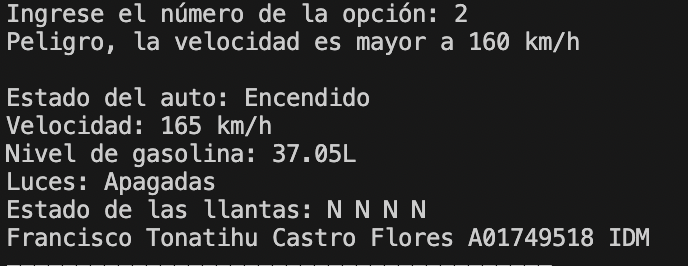 Ingrese el número de la opción: 2
Peligro, la velocidad es mayor a 160 km/h
Estado del auto: Encendido
Velocidad: 165 km/h
Nivel de gasolina: 37.05L
Luces: Apagadas
Estado de las llantas: N N N N
Francisco Tonatihu Castro Flores A01749518 IDM